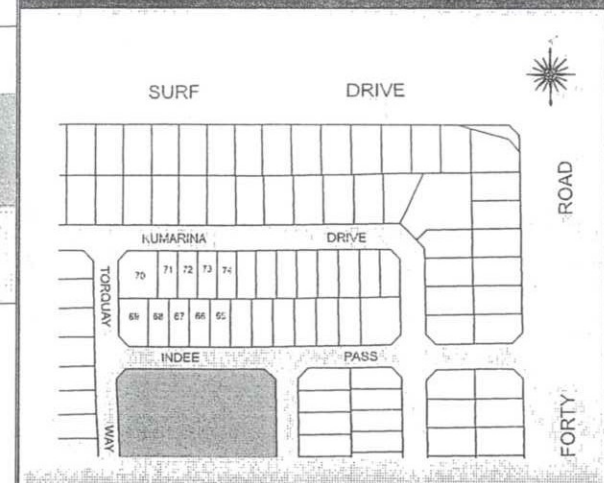 SURF DRIVE
ROAD
KUMARINA DRIVE
70 71 72 73 74
TORQUAY
69 68 67 66 65
INDEE PASS
WAY
FORTY